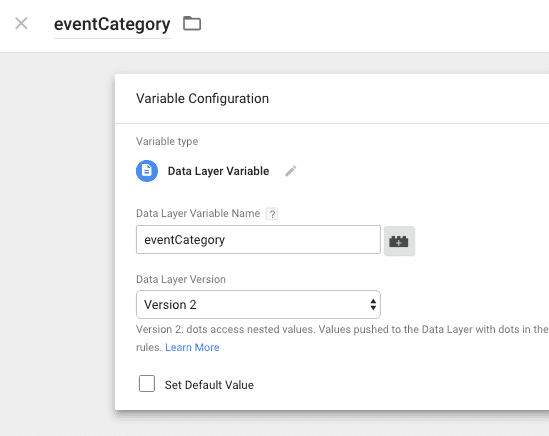 eventCategory
Variable Configuration
Variable type
Data Layer Variable
Data Layer Variable Name ?
eventCategory
Data Layer Version
Version 2
Version 2: dots access nested values. Values pushed to the Data Layer with dots in the
rules. Learn More
Set Default Value